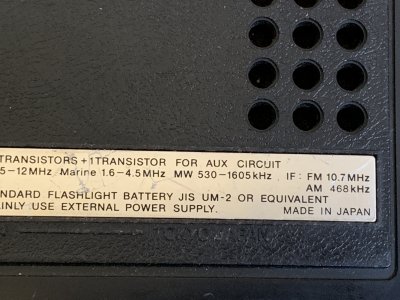 TRANSISTORS+1TRANSISTOR FOR AUX CIRCUIT
5-12MHz Marine 1.6-4.5MHz MW 530-1605kHz IF: FM 10.7MHz
AM 468kHz
NDARD FLASHLIGHT BATTERY JIS UM-2 OR EQUIVALENT
AINLY USE EXTERNAL POWER SUPPLY. MADE IN JAPAN